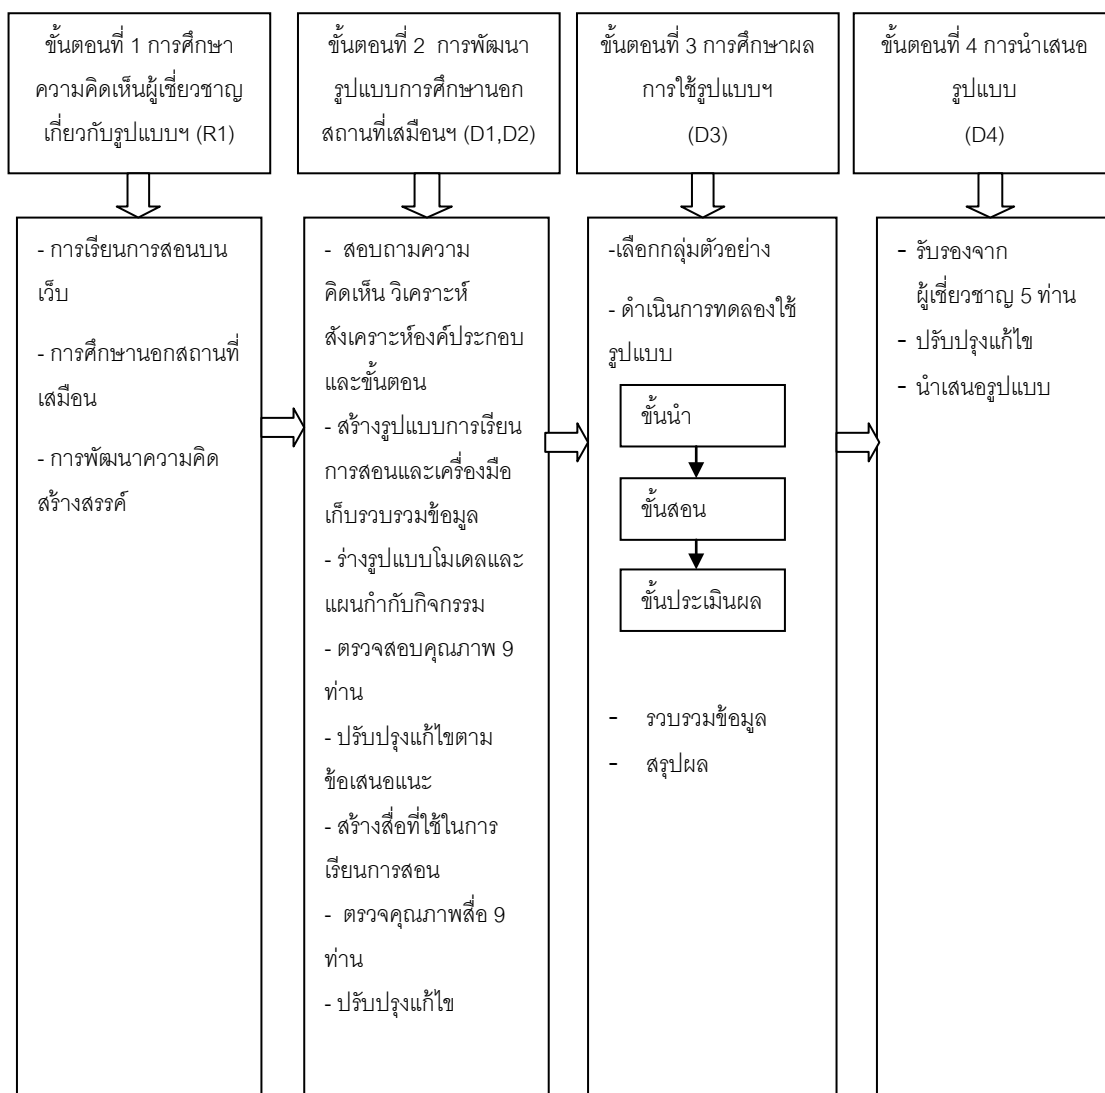 ขั้นตอนที่ 1 การศึกษา
ความคิดเห็นผู้เชี่ยวชาญ
เกี่ยวกับรูปแบบฯ (R1)
ขั้นตอนที่ 2 การพัฒนา
รูปแบบการศึกษานอก
สถานที่เสมือนฯ (D1,D2)
ขั้นตอนที่ 3 การศึกษาผล
การใช้รูปแบบฯ
(D3)
ขั้นตอนที่ 4 การนำเสนอ
รูปแบบ
(D4)
- การเรียนการสอนบน
เว็บ
- การศึกษานอกสถานที่
เสมือน
- การพัฒนาความคิด
สร้างสรรค์
- สอบถามความ
คิดเห็น วิเคราะห์
สังเคราะห์องค์ประกอบ
และขั้นตอน
- สร้างรูปแบบการเรียน
การสอนและเครื่องมือ
เก็บรวบรวมข้อมูล
- ร่างรูปแบบโมเดลและ
แผนกำกับกิจกรรม
- ตรวจสอบคุณภาพ 9
ท่าน
- ปรับปรุงแก้ไขตาม
ข้อเสนอแนะ
- สร้างสื่อที่ใช้ในการ
เรียนการสอน
- ตรวจคุณภาพสื่อ 9
ท่าน
- ปรับปรุงแก้ไข
-เลือกกลุ่มตัวอย่าง
- ดำเนินการทดลองใช้
รูปแบบ
ขั้นนำ
ขั้นสอน
ขั้นประเมินผล
- รวบรวมข้อมูล
- สรุปผล
- รับรองจาก
ผู้เชี่ยวชาญ 5 ท่าน
- ปรับปรุงแก้ไข
- นำเสนอรูปแบบ